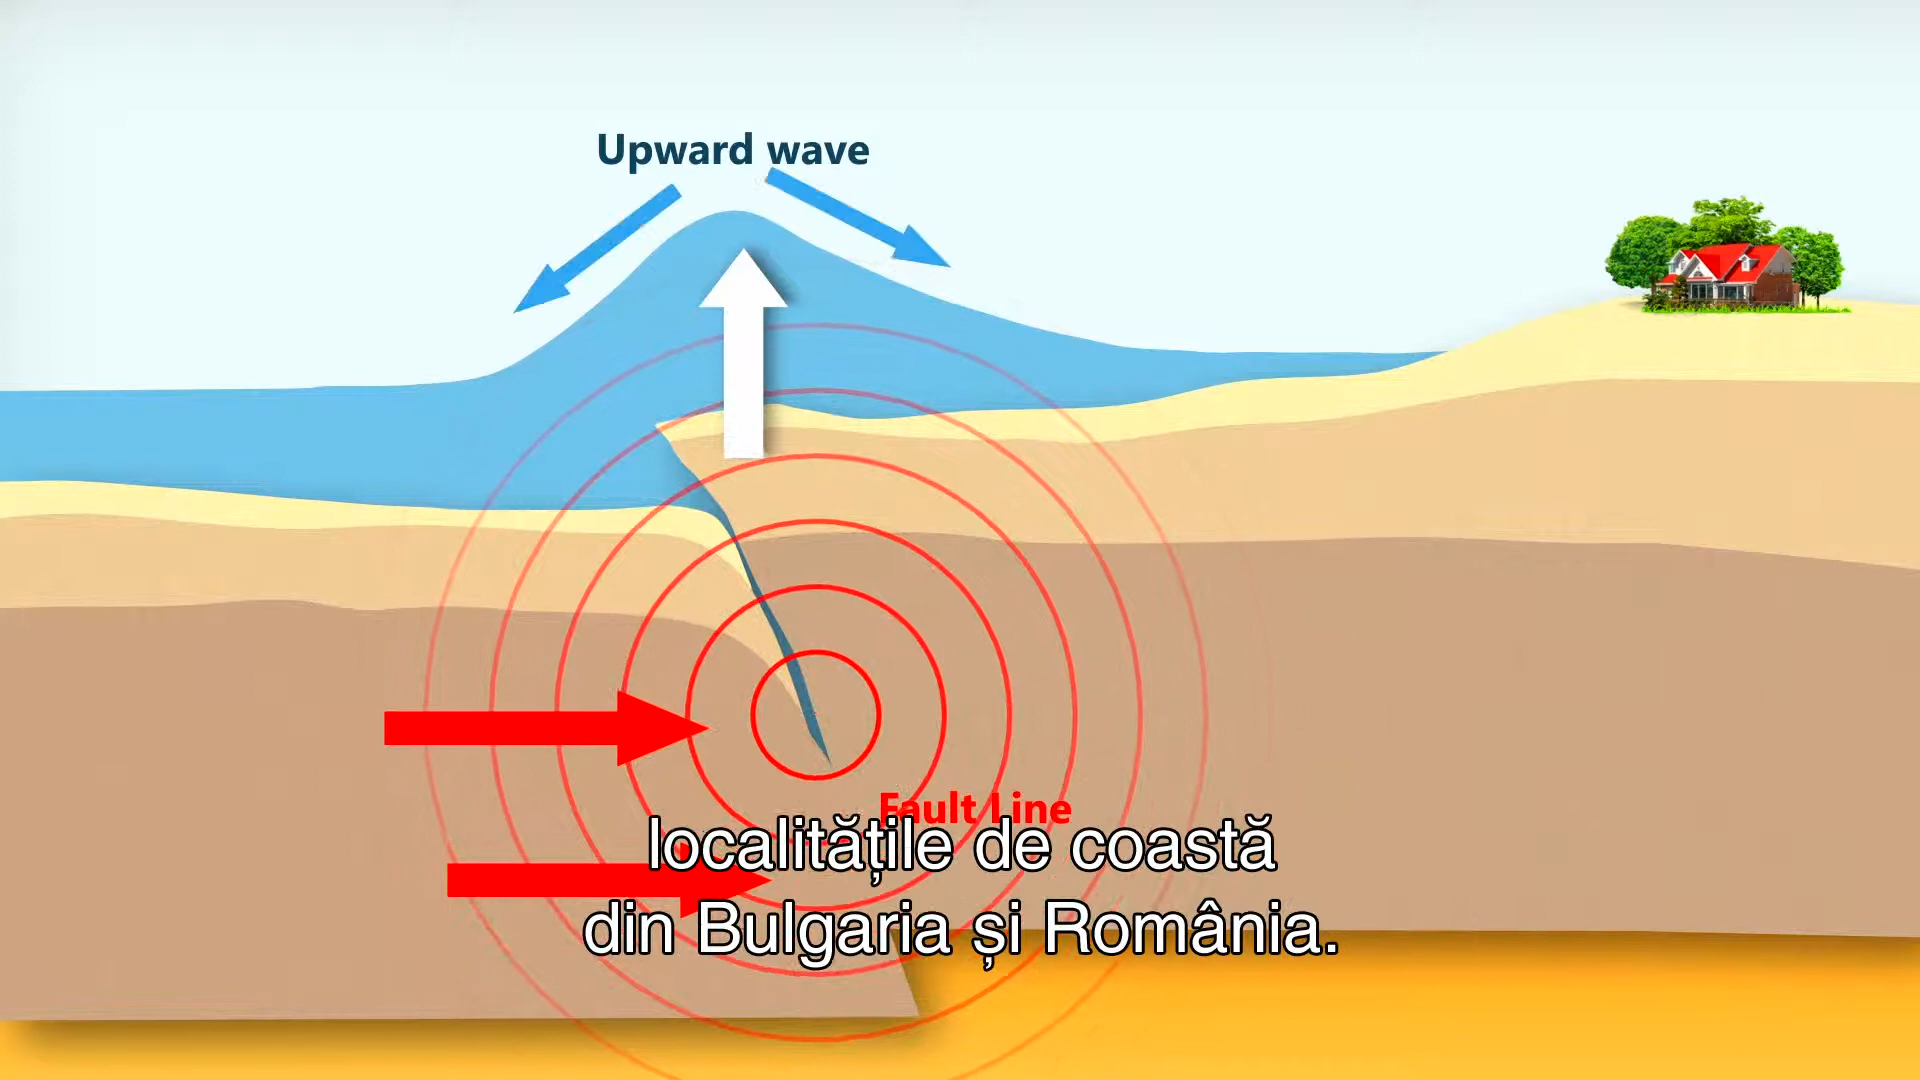 Upward wave
Fault Line
localitățile de coastă
din Bulgaria și România.